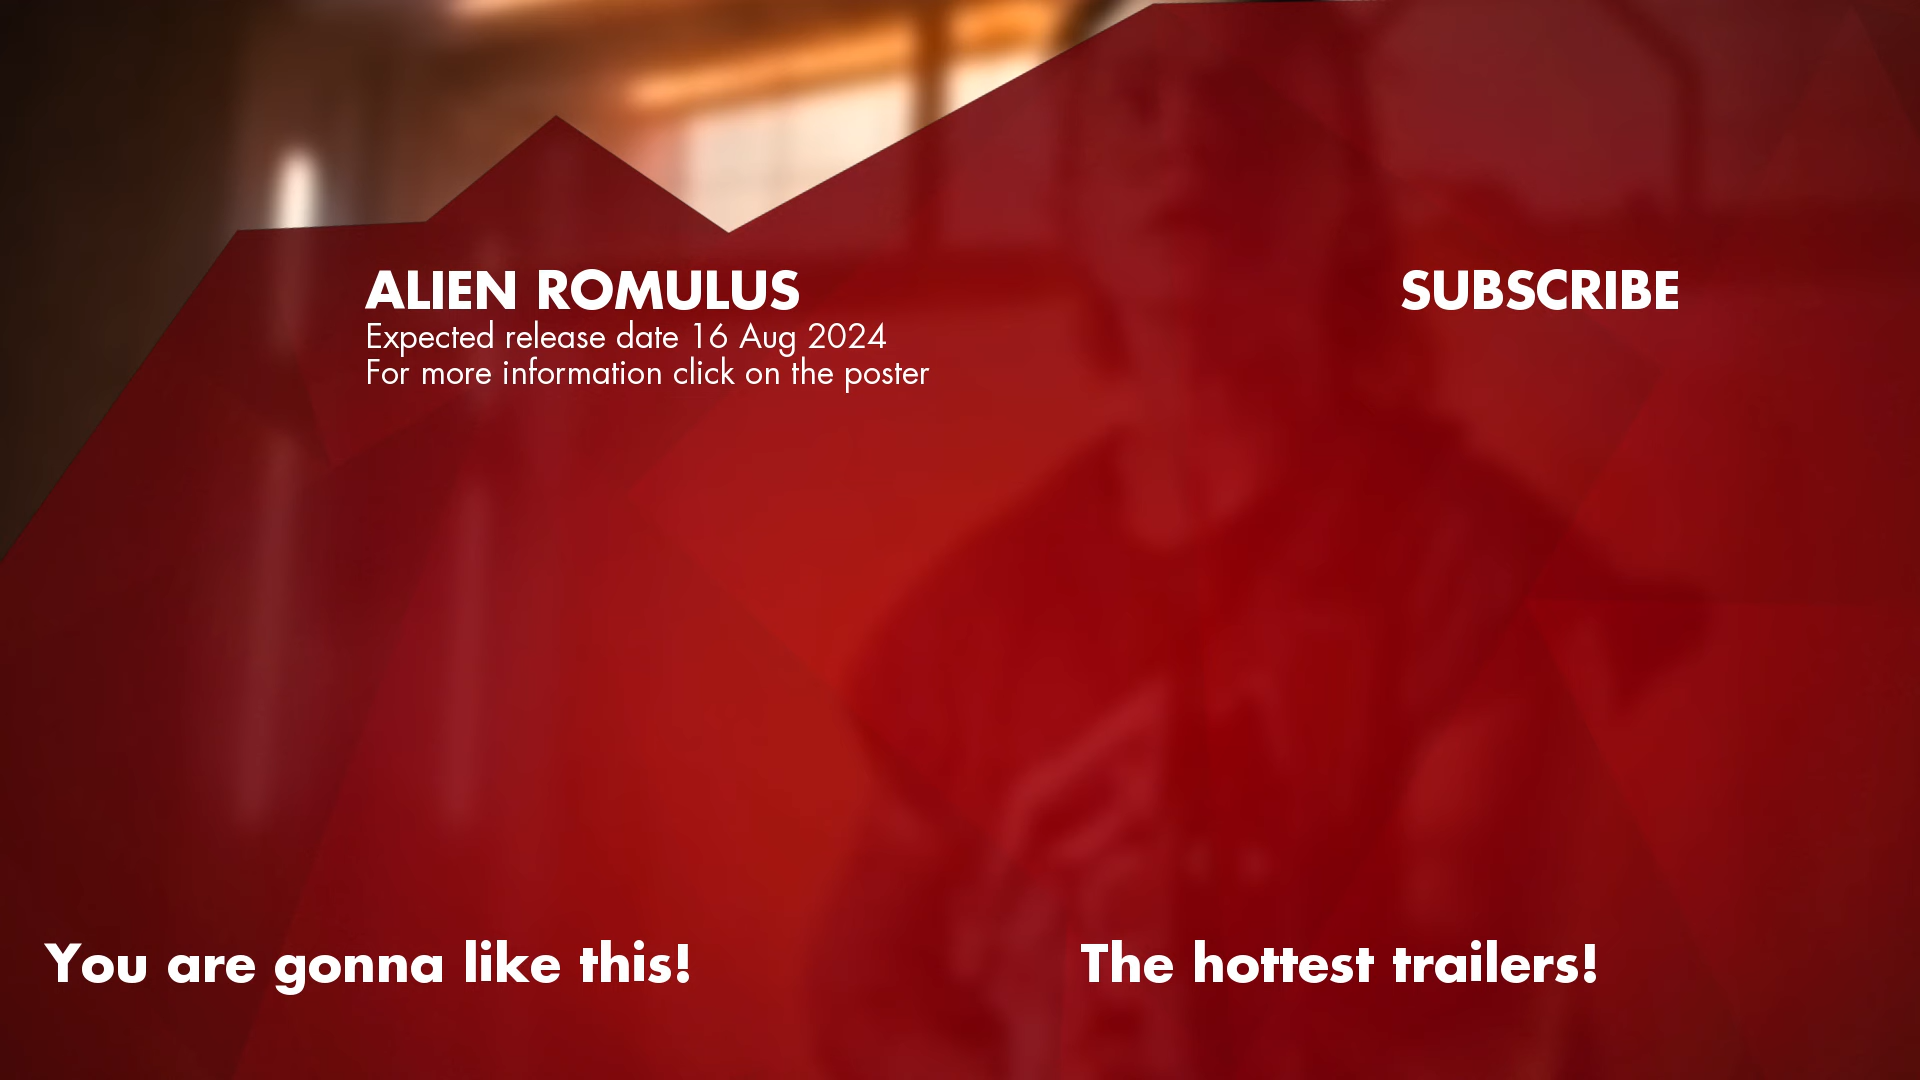 ALIEN ROMULUS
Expected release date 16 Aug 2024
For more information click on the poster
SUBSCRIBE
You are gonna like this!
The hottest trailers!